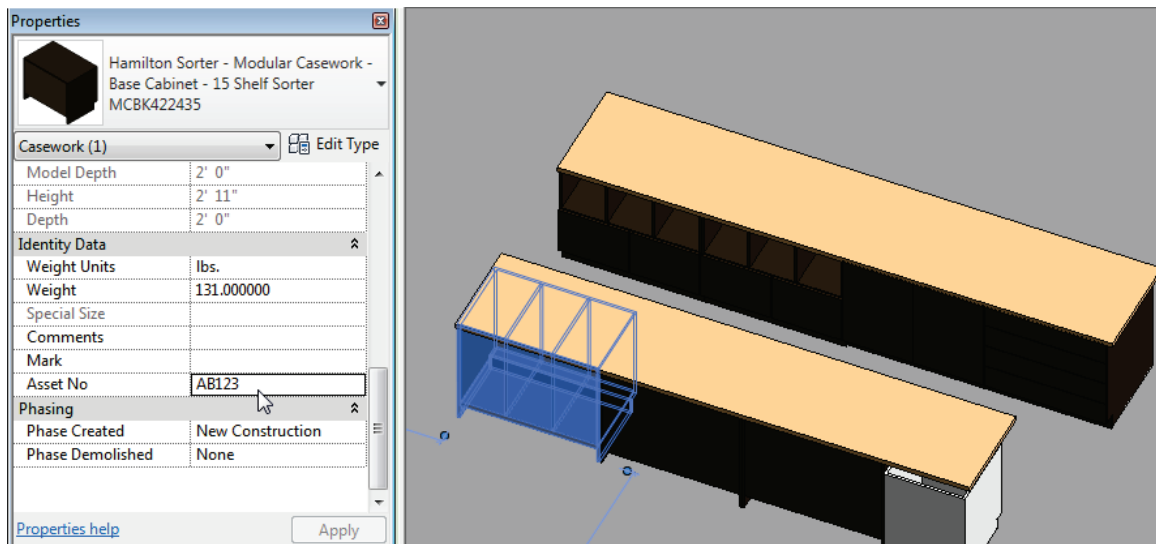 Properties
Hamilton Sorter - Modular Casework -
Base Cabinet - 15 Shelf Sorter
MCBK422435
Casework (1) Edit Type
Model Depth 2' 0"
Height 2' 11"
Depth 2' 0"
Identity Data
Weight Units lbs.
Weight 131.000000
Special Size
Comments
Mark
Asset No AB123
Phasing
Phase Created New Construction
Phase Demolished None
Properties help Apply